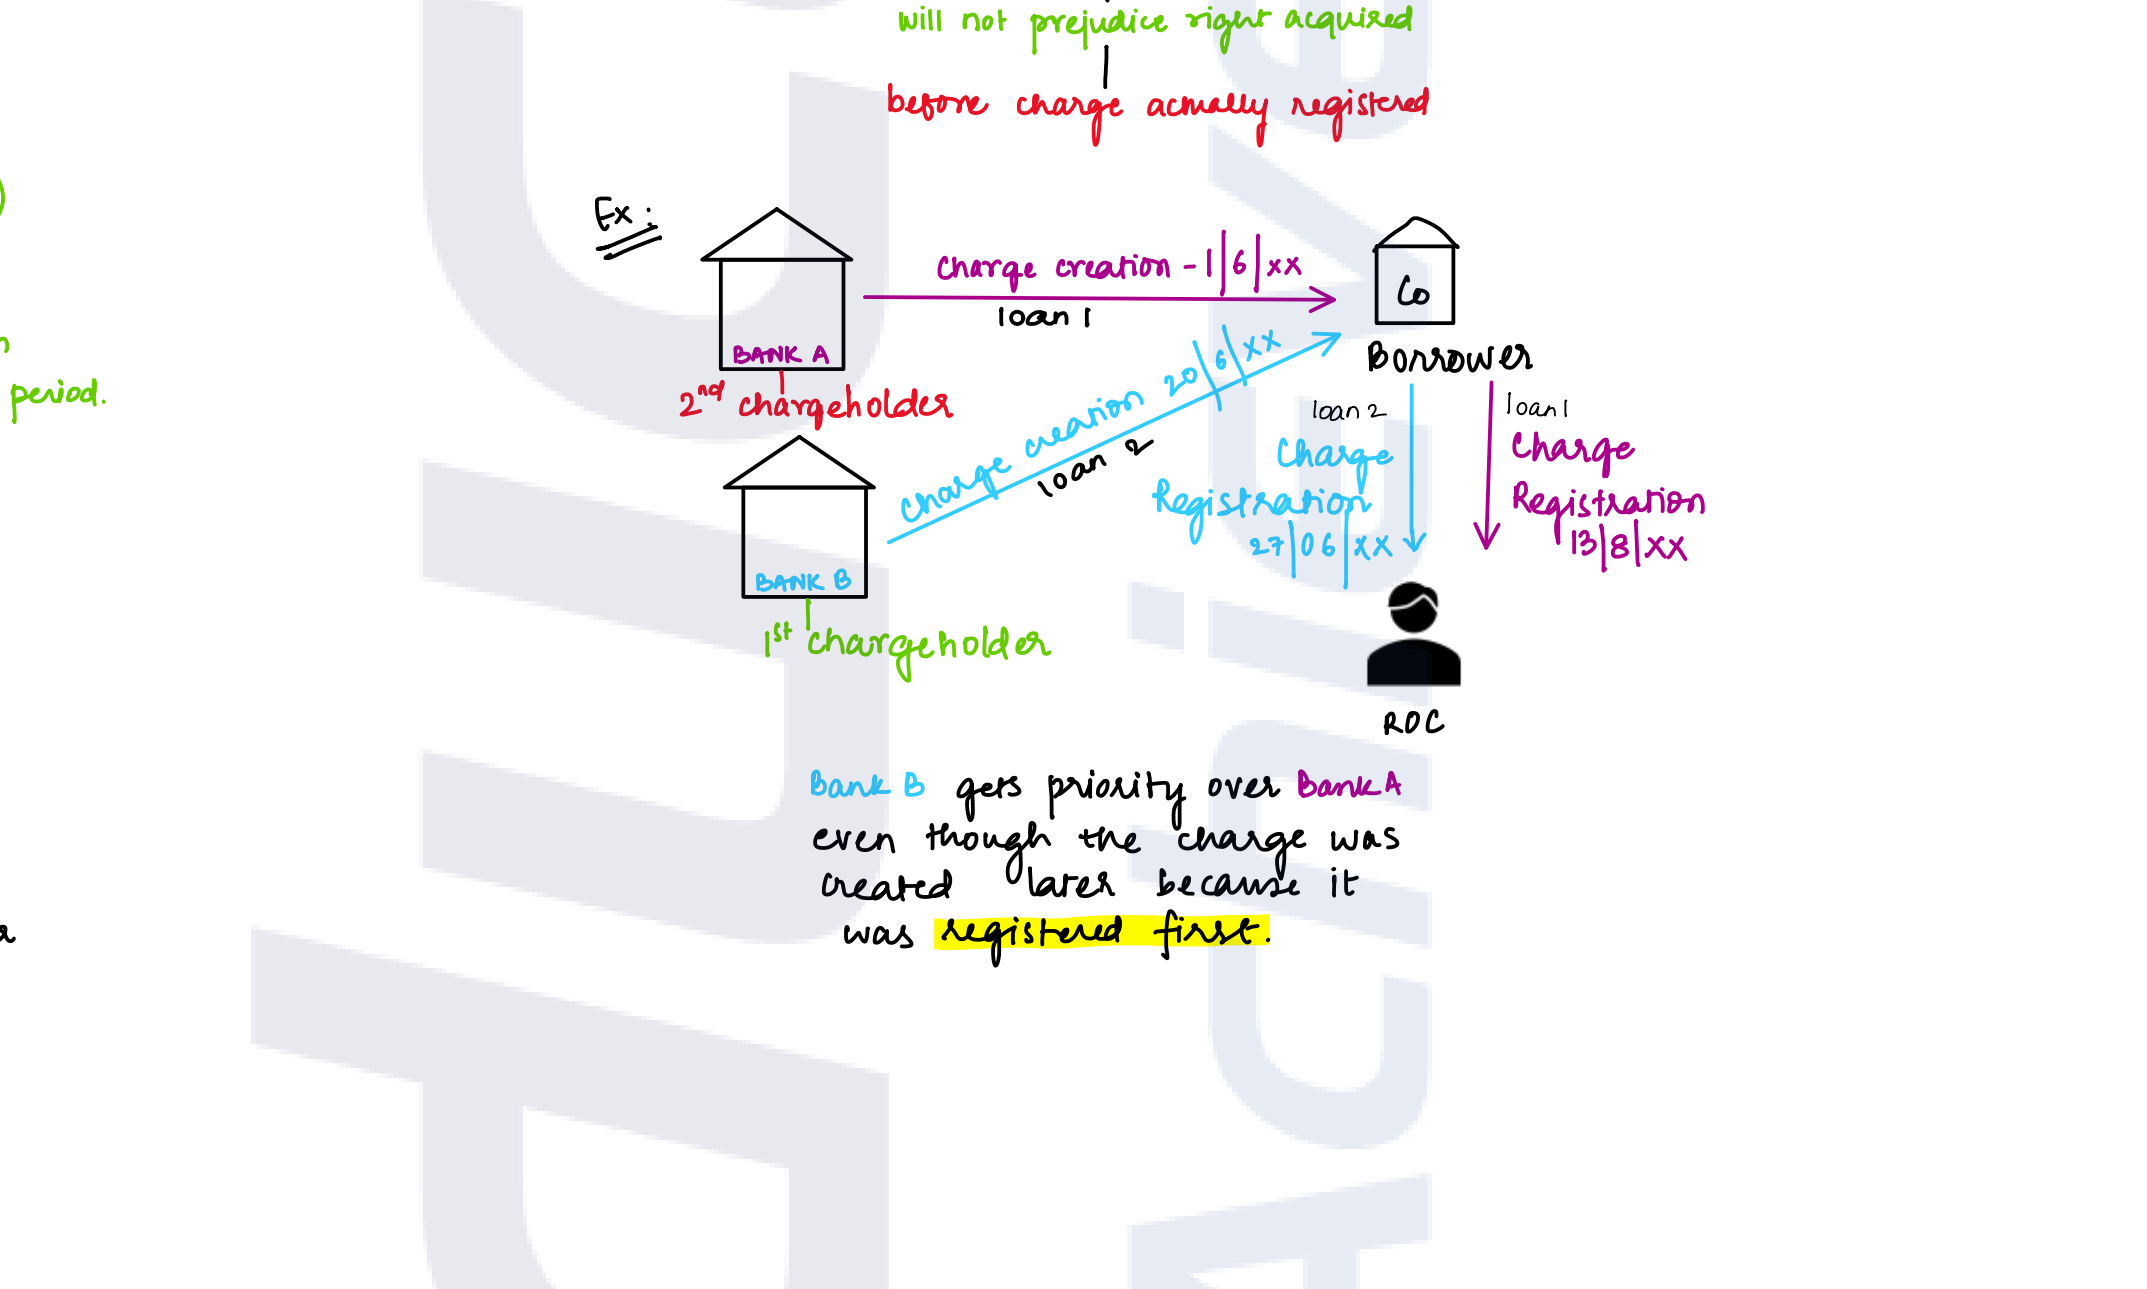 will not prejudice right acquired
before charge actually registered
)
n
period.
Ex:
Charge creation - 1|6|xx
loan 1
Co
BANK A
2nd chargeholder
Borrower
charge creation 20|6|xx
loan 2
loan 2
Charge
Registration
27|06|xx
loan 1
Charge
Registration
13|8|xx
BANK B
1st chargeholder
ROC
Bank B gets priority over Bank A
even though the charge was
created later because it
was registered first.